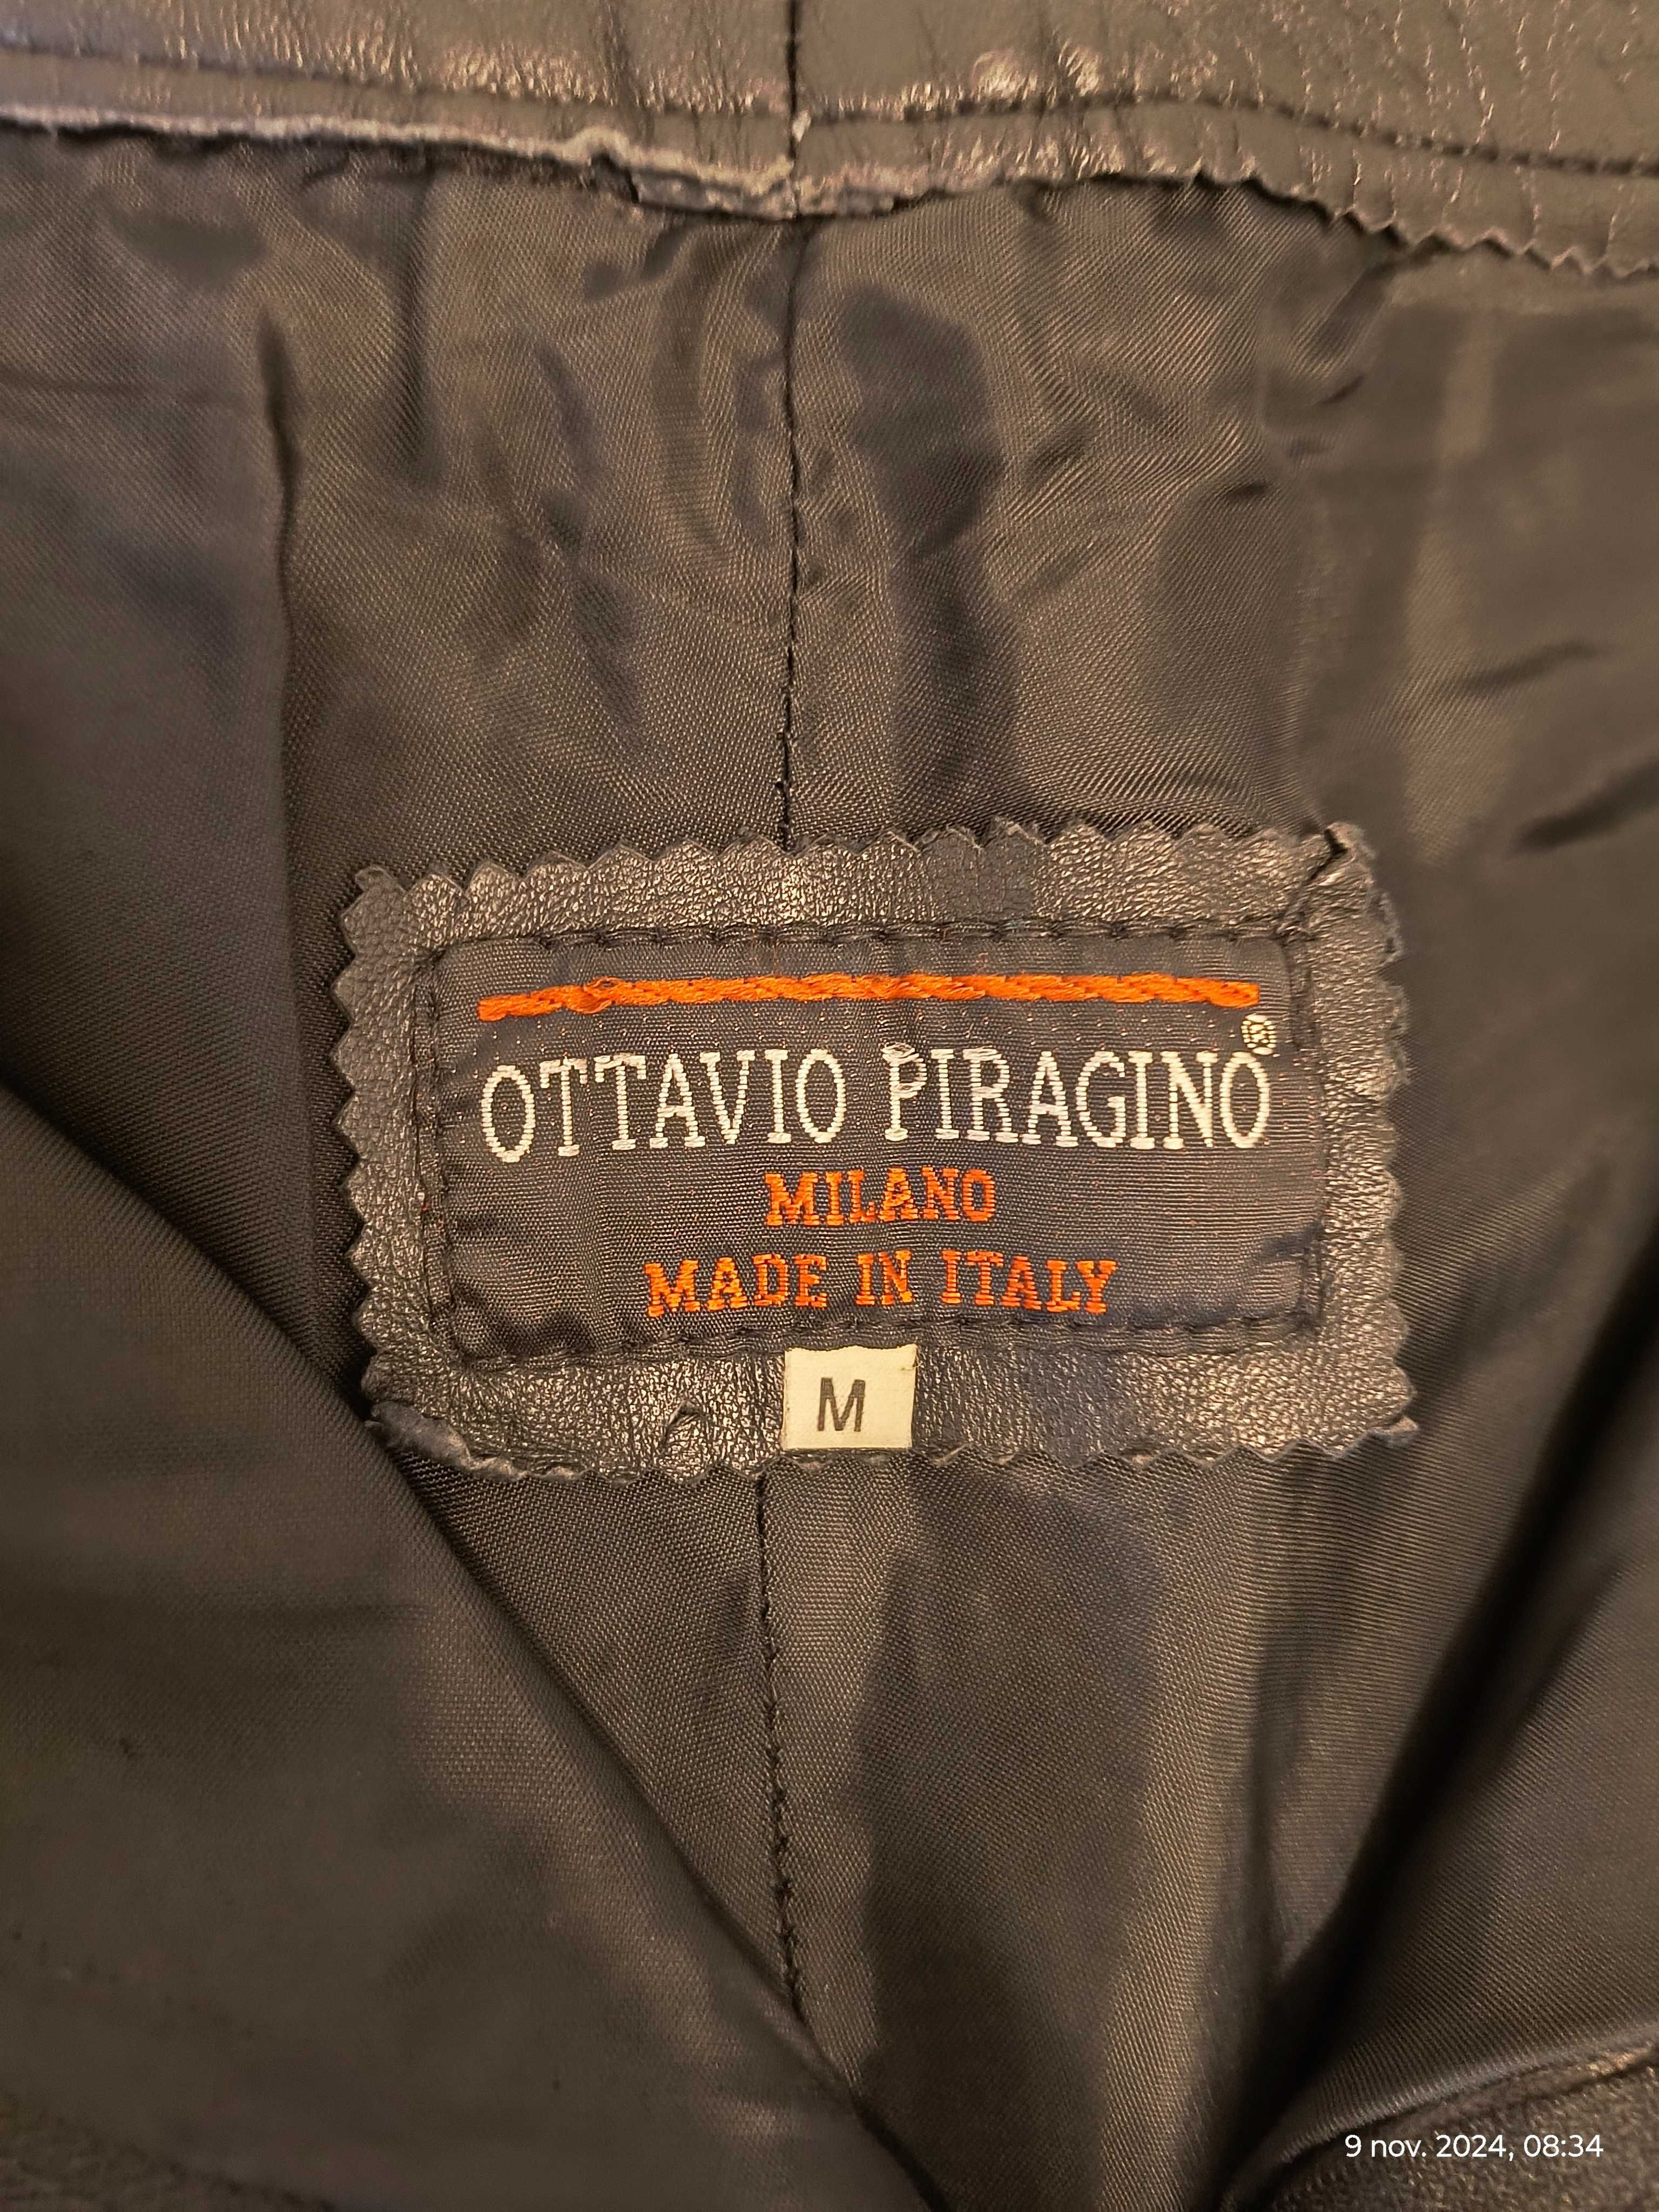 OTTAVIO PIRAGINO®
MILANO
MADE IN ITALY
M
9 nov. 2024, 08:34